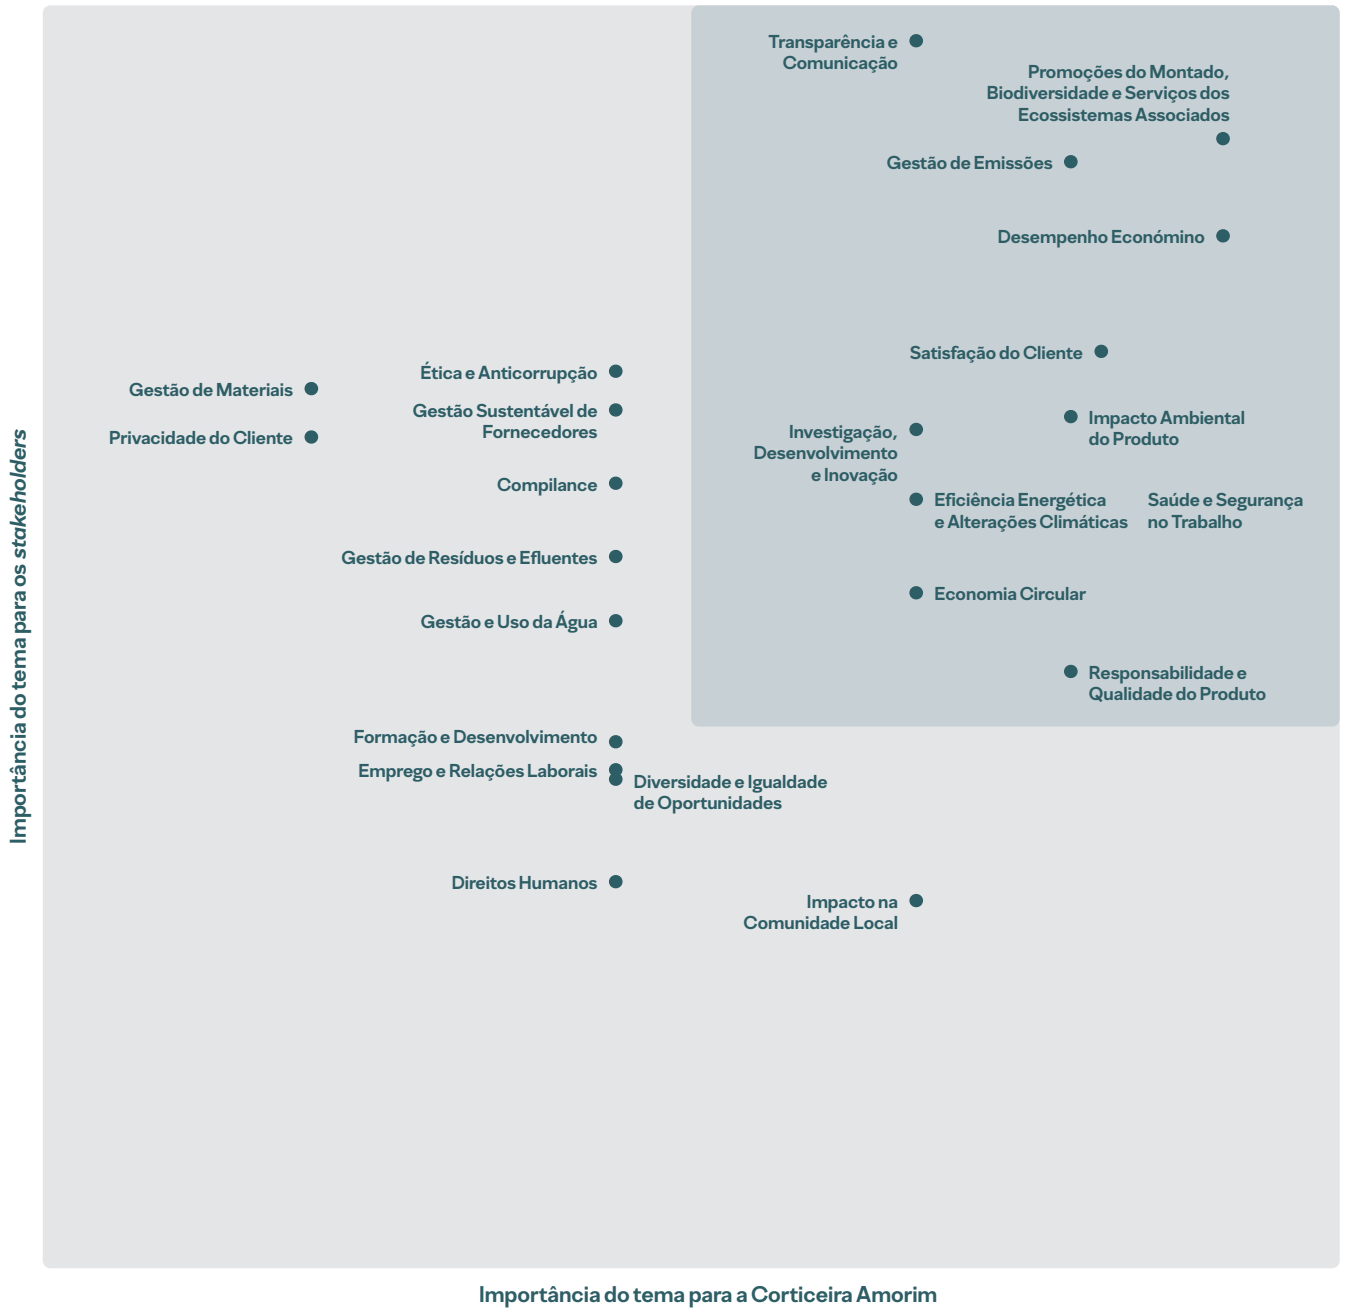 Transparência e
Comunicação
Promoções do Montado,
Biodiversidade e Serviços dos
Ecossistemas Associados
Gestão de Emissões
Desempenho Económino
Satisfação do Cliente
Ética e Anticorrupção
Gestão de Materiais
Gestão Sustentável de
Fornecedores
Impacto Ambiental
do Produto
Privacidade do Cliente
Investigação,
Desenvolvimento
e Inovação
Compilance
Eficiência Energética
e Alterações Climáticas
Saúde e Segurança
no Trabalho
Gestão de Resíduos e Efluentes
Economia Circular
Gestão e Uso da Água
Responsabilidade e
Qualidade do Produto
Formação e Desenvolvimento
Emprego e Relações Laborais
Diversidade e Igualdade
de Oportunidades
Direitos Humanos
Impacto na
Comunidade Local
Importância do tema para os stakeholders
Importância do tema para a Corticeira Amorim